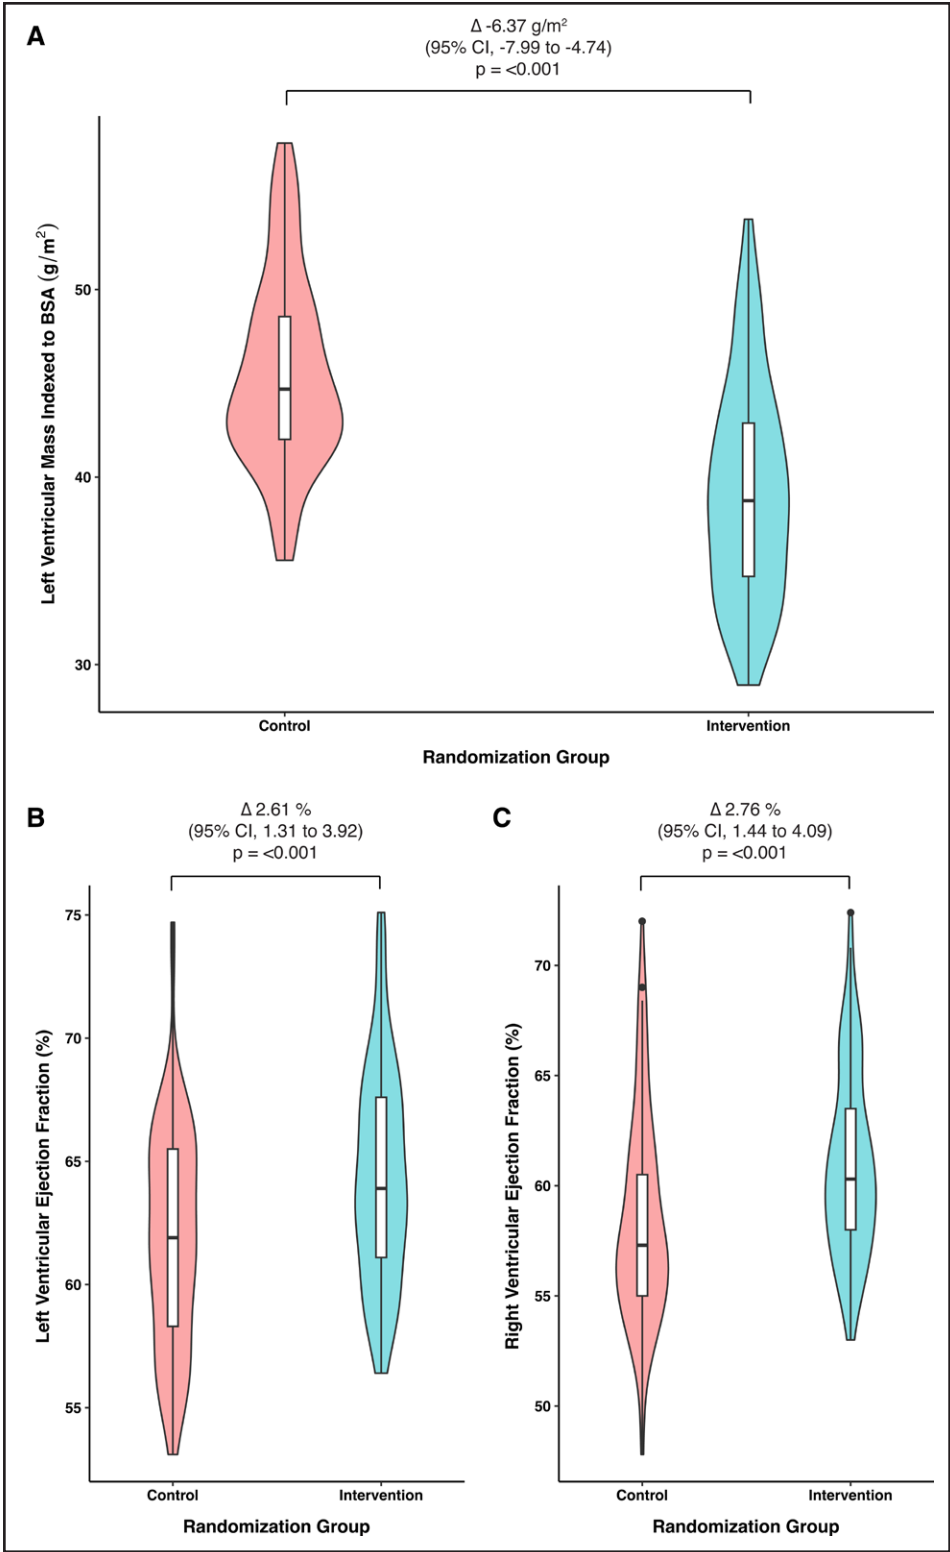 A
Δ -6.37 g/m²
(95% CI, -7.99 to -4.74)
p = <0.001
Left Ventricular Mass Indexed to BSA (g/m²)
50
40
30
Control
Intervention
Randomization Group
B
Δ 2.61 %
(95% CI, 1.31 to 3.92)
p = <0.001
Left Ventricular Ejection Fraction (%)
75
70
65
60
55
Control
Intervention
Randomization Group
C
Δ 2.76 %
(95% CI, 1.44 to 4.09)
p = <0.001
Right Ventricular Ejection Fraction (%)
70
65
60
55
50
Control
Intervention
Randomization Group